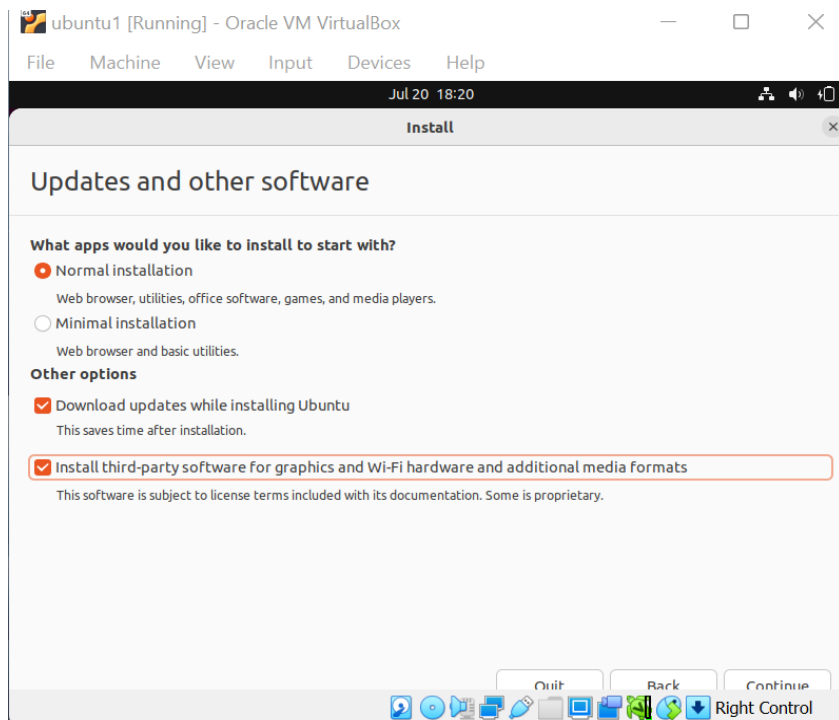 ubuntu1 [Running] - Oracle VM VirtualBox
File Machine View Input Devices Help
Jul 20 18:20
Install
Updates and other software
What apps would you like to install to start with?
Normal installation
Web browser, utilities, office software, games, and media players.
Minimal installation
Web browser and basic utilities.
Other options
Download updates while installing Ubuntu
This saves time after installation.
Install third-party software for graphics and Wi-Fi hardware and additional media formats
This software is subject to license terms included with its documentation. Some is proprietary.
Quit Back Continue
Right Control